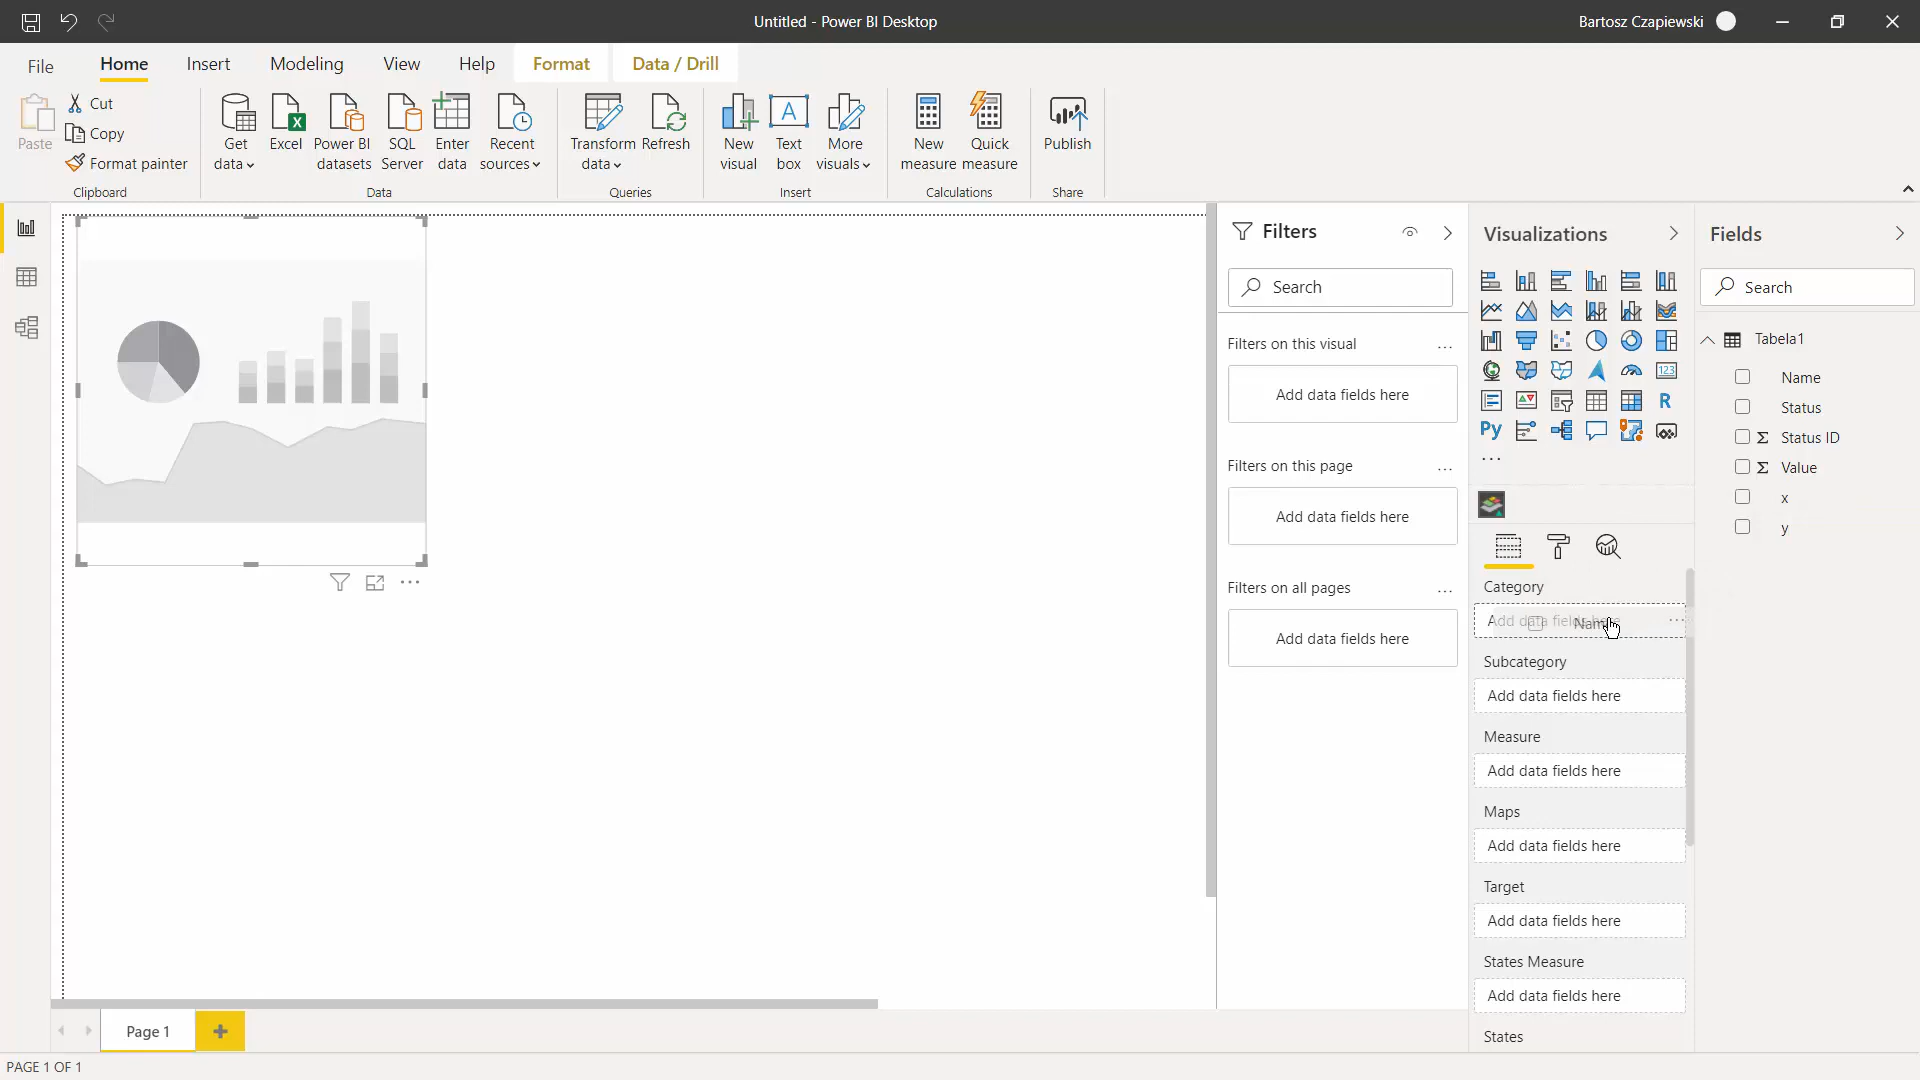 Untitled - Power BI Desktop
Bartosz Czapiewski
File
Home
Insert
Modeling
View
Help
Format
Data / Drill
Paste
Cut
Copy
Format painter
Clipboard
Get
data
Excel
Power BI
datasets
SQL
Server
Enter
data
Recent
sources
Data
Transform
data
Refresh
Queries
New
visual
Text
box
More
visuals
Insert
New
measure
Quick
measure
Calculations
Publish
Share
Filters
Search
Filters on this visual
...
Add data fields here
Filters on this page
...
Add data fields here
Filters on all pages
...
Add data fields here
Visualizations
123
R
Py
...
Category
Add data fields here
Name
Subcategory
Add data fields here
Measure
Add data fields here
Maps
Add data fields here
Target
Add data fields here
States Measure
Add data fields here
States
Fields
Search
Tabela1
Name
Status
Σ Status ID
Σ Value
x
y
Page 1
PAGE 1 OF 1